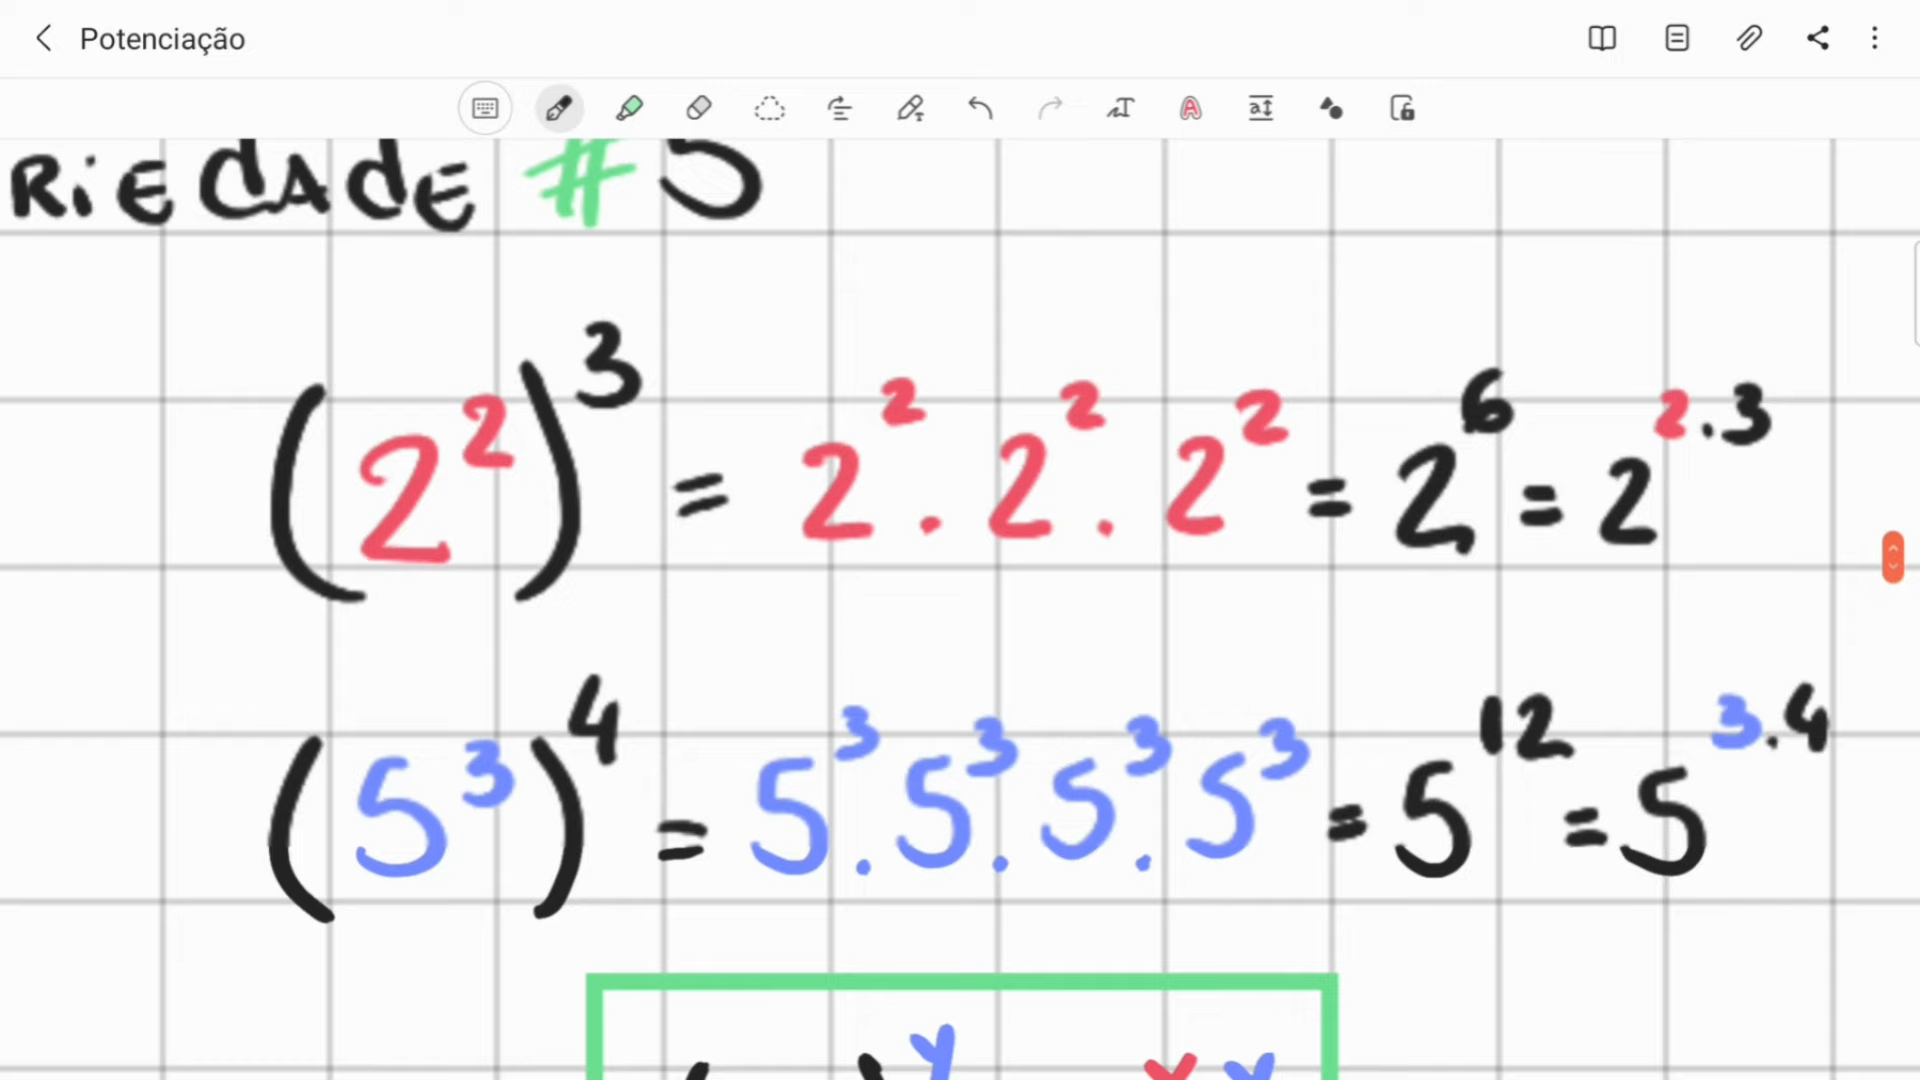 Potenciação
RiEdAdE #5
(2²)³ = 2² . 2² . 2² = 2⁶ = 2^2.3
(5³)⁴ = 5³ . 5³ . 5³ . 5³ = 5¹² = 5^3.4